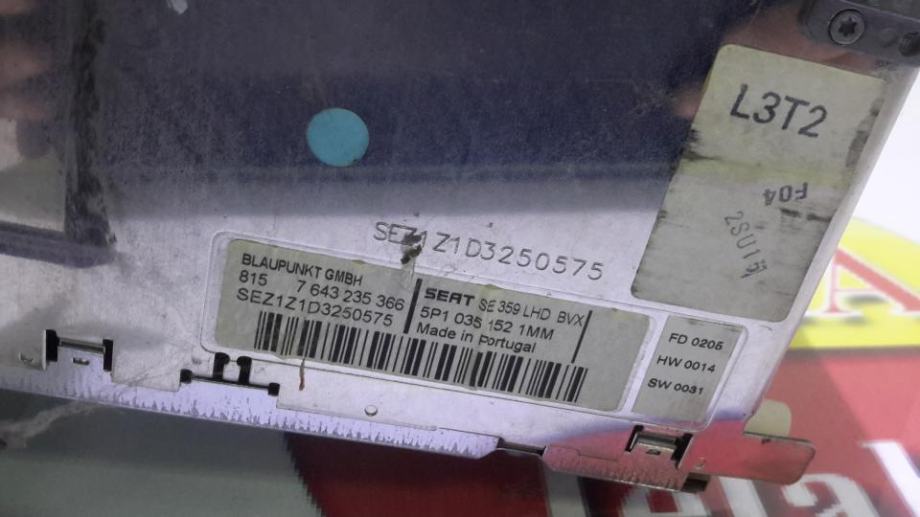 L3T2
F04
SEZ1Z1D3250575
BLAUPUNKT GMBH
815 7 643 235 366
SEZ1Z1D3250575
SEAT SE 359 LHD BVX
5P1 035 152 1MM
Made in Portugal
FD 0205
HW 0014
SW 0031